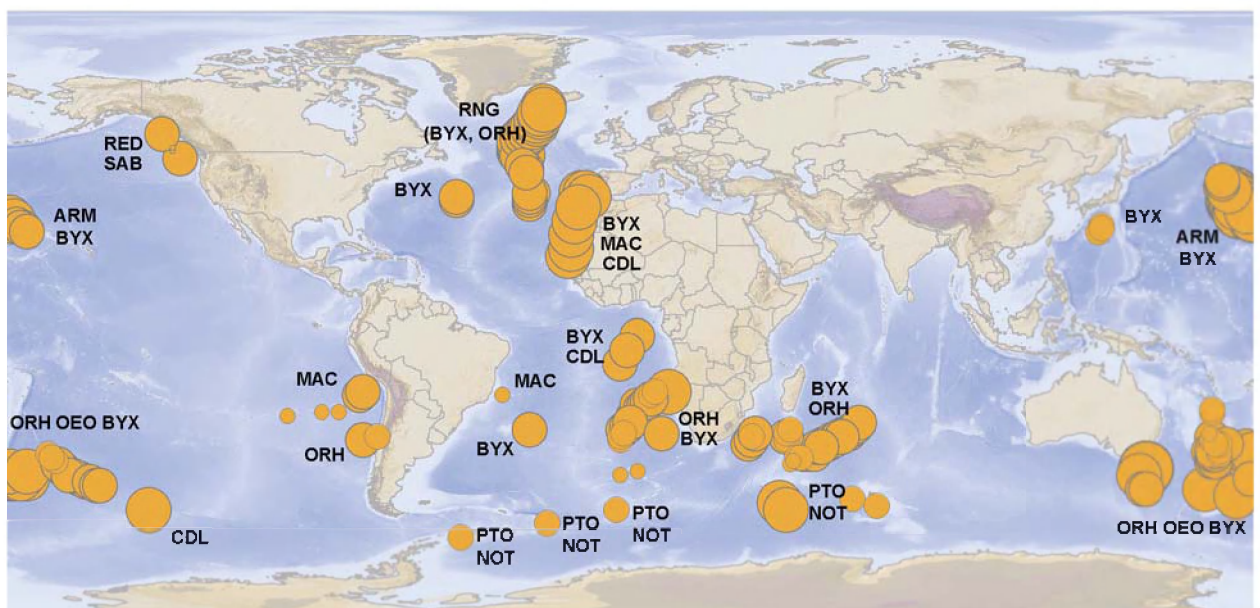 RNG
(BYX, ORH)
RED
SAB
BYX
ARM
BYX
BYX
MAC
CDL
BYX
ARM
BYX
BYX
CDL
MAC
MAC
BYX
ORH
ORH OEO BYX
ORH
BYX
ORH
BYX
PTO
NOT
CDL
PTO
NOT
PTO
NOT
PTO
NOT
ORH OEO BYX